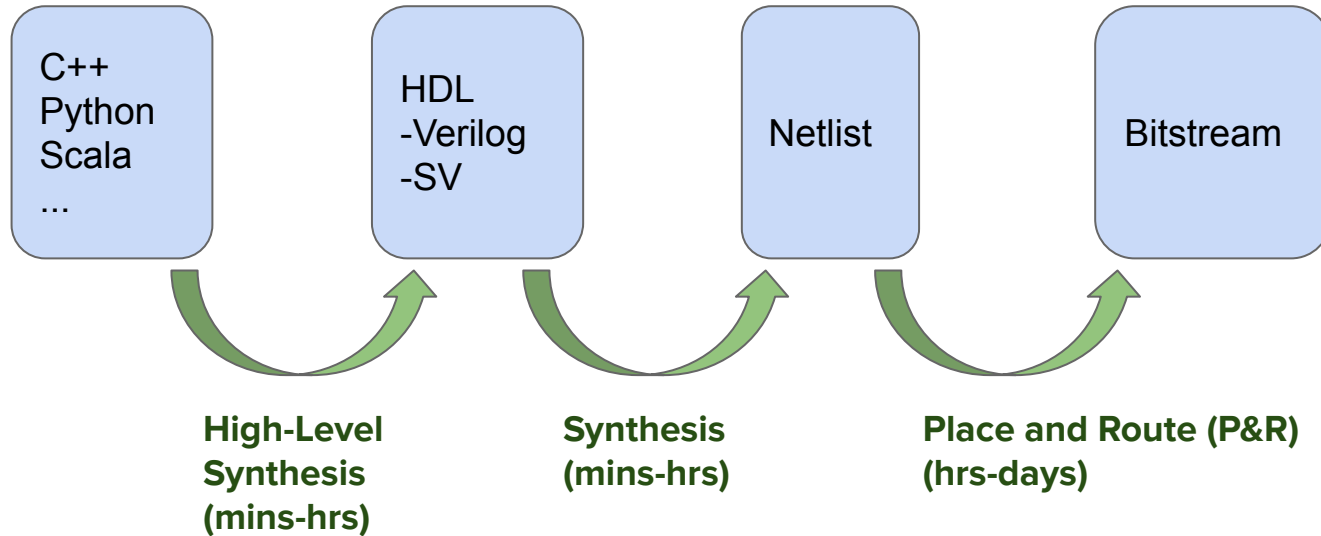 C++
Python
Scala
...
HDL
-Verilog
-SV
Netlist
Bitstream
High-Level
Synthesis
(mins-hrs)
Synthesis
(mins-hrs)
Place and Route (P&R)
(hrs-days)